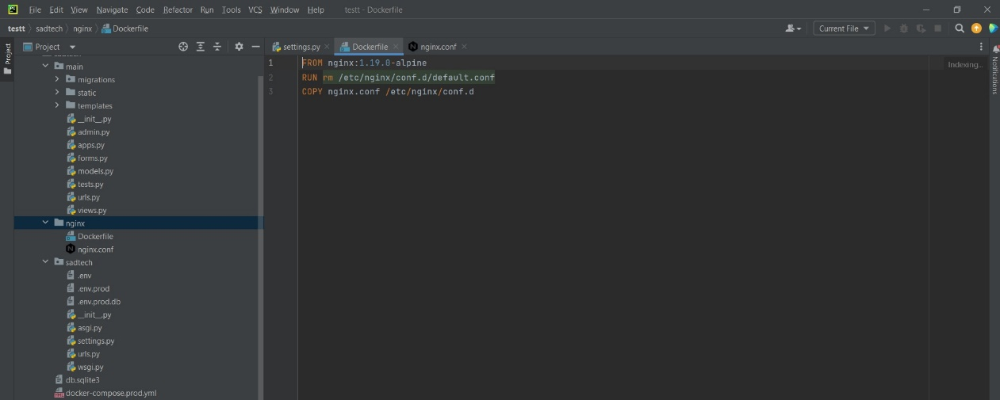 File Edit View Navigate Code Refactor Run Tools VCS Window Help testt - Dockerfile
testt sadtech nginx Dockerfile Current File
Project settings.py Dockerfile nginx.conf
Project
Notifications
Indexing...
main
migrations
static
templates
__init__.py
admin.py
apps.py
forms.py
models.py
tests.py
urls.py
views.py
nginx
Dockerfile
nginx.conf
sadtech
.env
.env.prod
.env.prod.db
__init__.py
asgi.py
settings.py
urls.py
wsgi.py
db.sqlite3
docker-compose.prod.yml
1 FROM nginx:1.19.0-alpine
2 RUN rm /etc/nginx/conf.d/default.conf
3 COPY nginx.conf /etc/nginx/conf.d